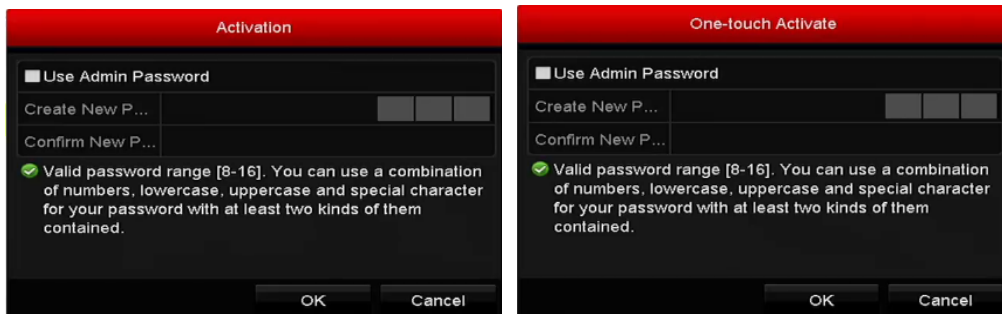 Activation
Use Admin Password
Create New P...
Confirm New P...
Valid password range [8-16]. You can use a combination
of numbers, lowercase, uppercase and special character
for your password with at least two kinds of them
contained.
OK Cancel
One-touch Activate
Use Admin Password
Create New P...
Confirm New P...
Valid password range [8-16]. You can use a combination
of numbers, lowercase, uppercase and special character
for your password with at least two kinds of them
contained.
OK Cancel